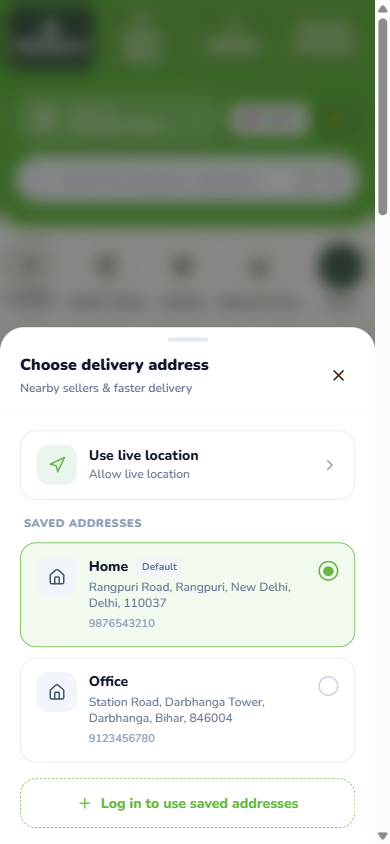 Choose delivery address
Nearby sellers & faster delivery
Use live location
Allow live location
SAVED ADDRESSES
Home Default
Rangpuri Road, Rangpuri, New Delhi,
Delhi, 110037
9876543210
Office
Station Road, Darbhanga Tower,
Darbhanga, Bihar, 846004
9123456780
+ Log in to use saved addresses